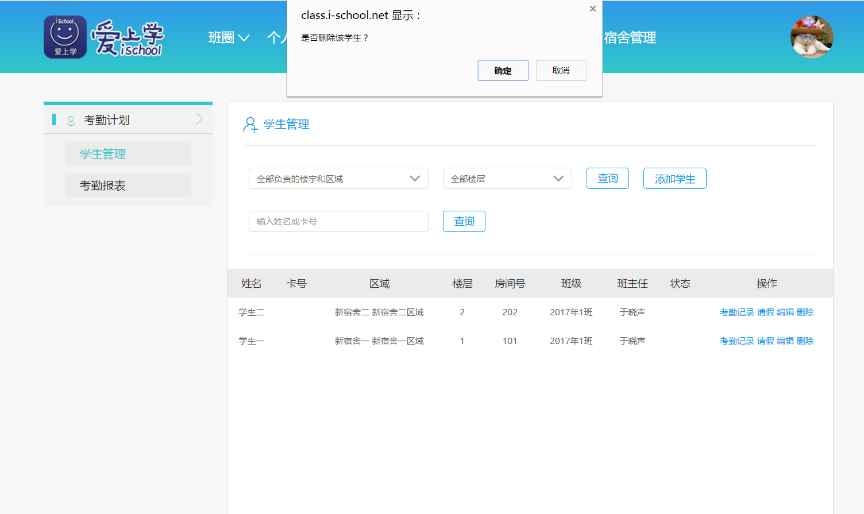 class.i-school.net 显示：
是否删除该学生？
确定
取消
iSchool
爱上学
爱上学
ischool
班圈
个人
宿舍管理
考勤计划
学生管理
考勤报表
学生管理
全部负责的楼宇和区域
全部楼层
查询
添加学生
输入姓名或卡号
查询
姓名 卡号 区域 楼层 房间号 班级 班主任 状态 操作
学生二 新宿舍二 新宿舍二区域 2 202 2017年1班 于晓声 考勤记录 请假 编辑 删除
学生一 新宿舍一 新宿舍一区域 1 101 2017年1班 于晓声 考勤记录 请假 编辑 删除